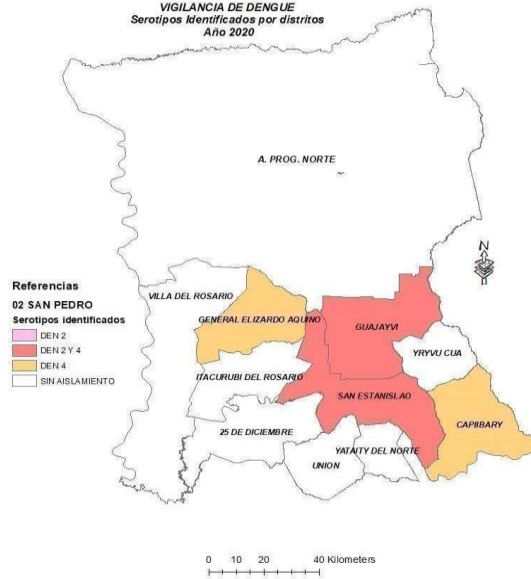 VIGILANCIA DE DENGUE
Serotipos Identificados por distritos
Año 2020
A. PROG. NORTE
N
VILLA DEL ROSARIO
GENERAL ELIZARDO AQUINO
GUAJAYVI
YRYVU CUA
ITACURUBI DEL ROSARIO
SAN ESTANISLAO
CAPIIBARY
25 DE DICIEMBRE
YATAITY DEL NORTE
UNION
Referencias
02 SAN PEDRO
Serotipos identificados
DEN 2
DEN 2 Y 4
DEN 4
SIN AISLAMIENTO
0 10 20 40 Kilometers